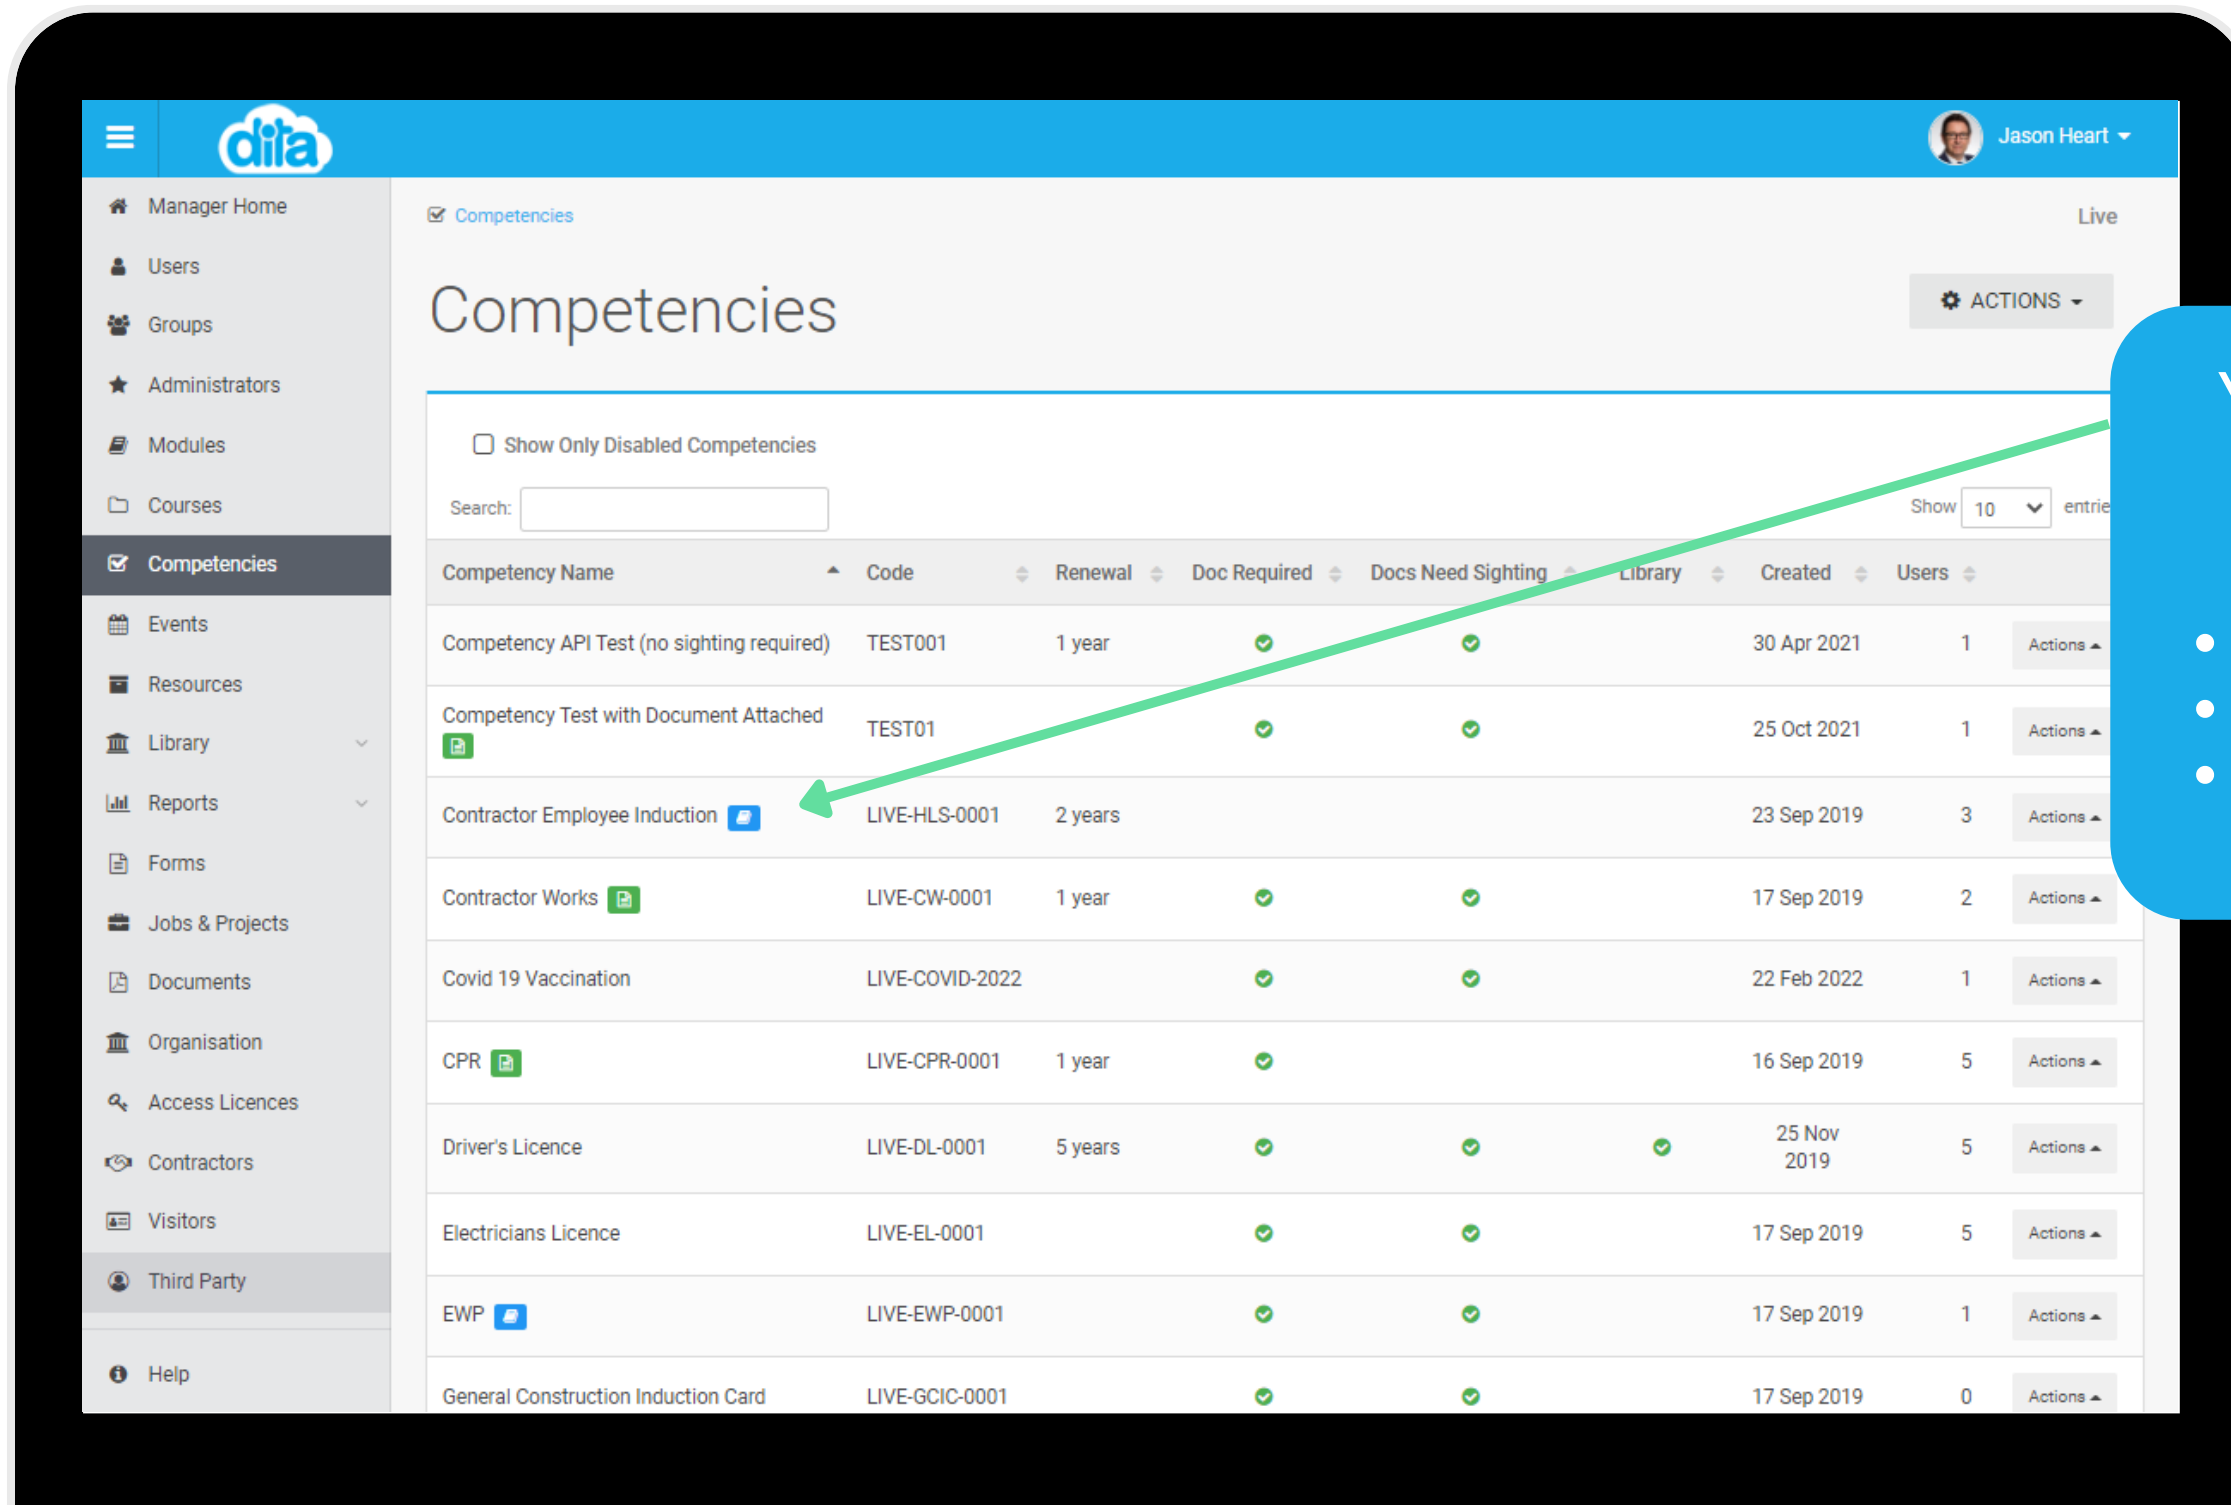 dita
Jason Heart
Manager Home
Users
Groups
Administrators
Modules
Courses
Competencies
Events
Resources
Library
Reports
Forms
Jobs & Projects
Documents
Organisation
Access Licences
Contractors
Visitors
Third Party
Help
Competencies
Live
Competencies
ACTIONS
Show Only Disabled Competencies
Search:
Show 10
Competency Name Code Renewal Doc Required Docs Need Sighting Library Created Users
Competency API Test (no sighting required) TEST001 1 year 30 Apr 2021 1 Actions
Competency Test with Document Attached TEST01 25 Oct 2021 1 Actions
Contractor Employee Induction LIVE-HLS-0001 2 years 23 Sep 2019 3 Actions
Contractor Works LIVE-CW-0001 1 year 17 Sep 2019 2 Actions
Covid 19 Vaccination LIVE-COVID-2022 22 Feb 2022 1 Actions
CPR LIVE-CPR-0001 1 year 16 Sep 2019 5 Actions
Driver's Licence LIVE-DL-0001 5 years 25 Nov 2019 5 Actions
Electricians Licence LIVE-EL-0001 17 Sep 2019 5 Actions
EWP LIVE-EWP-0001 17 Sep 2019 1 Actions
General Construction Induction Card LIVE-GCIC-0001 17 Sep 2019 0 Actions